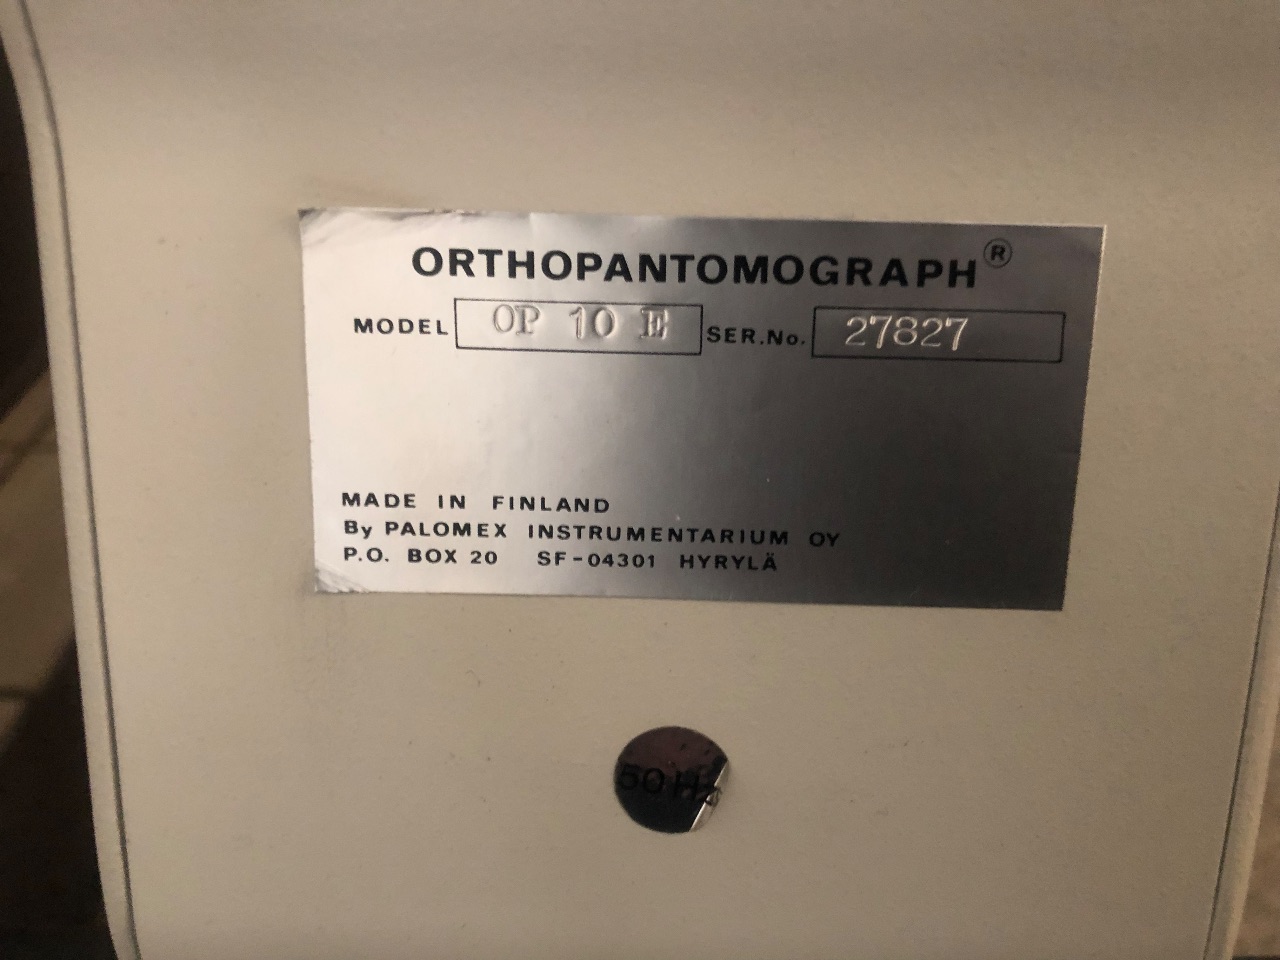 ORTHOPANTOMOGRAPH®
MODEL OP 10 E SER.No. 27827
MADE IN FINLAND
By PALOMEX INSTRUMENTARIUM OY
P.O. BOX 20 SF-04301 HYRYLÄ
50 Hz